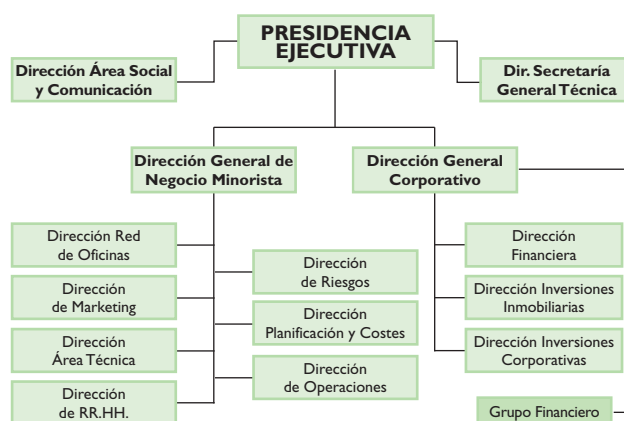 PRESIDENCIA
EJECUTIVA
Dirección Área Social
y Comunicación
Dir. Secretaría
General Técnica
Dirección General de
Negocio Minorista
Dirección General
Corporativo
Dirección Red
de Oficinas
Dirección
de Marketing
Dirección
Área Técnica
Dirección
de RR.HH.
Dirección
de Riesgos
Dirección
Planificación y Costes
Dirección
de Operaciones
Dirección
Financiera
Dirección Inversiones
Inmobiliarias
Dirección Inversiones
Corporativas
Grupo Financiero